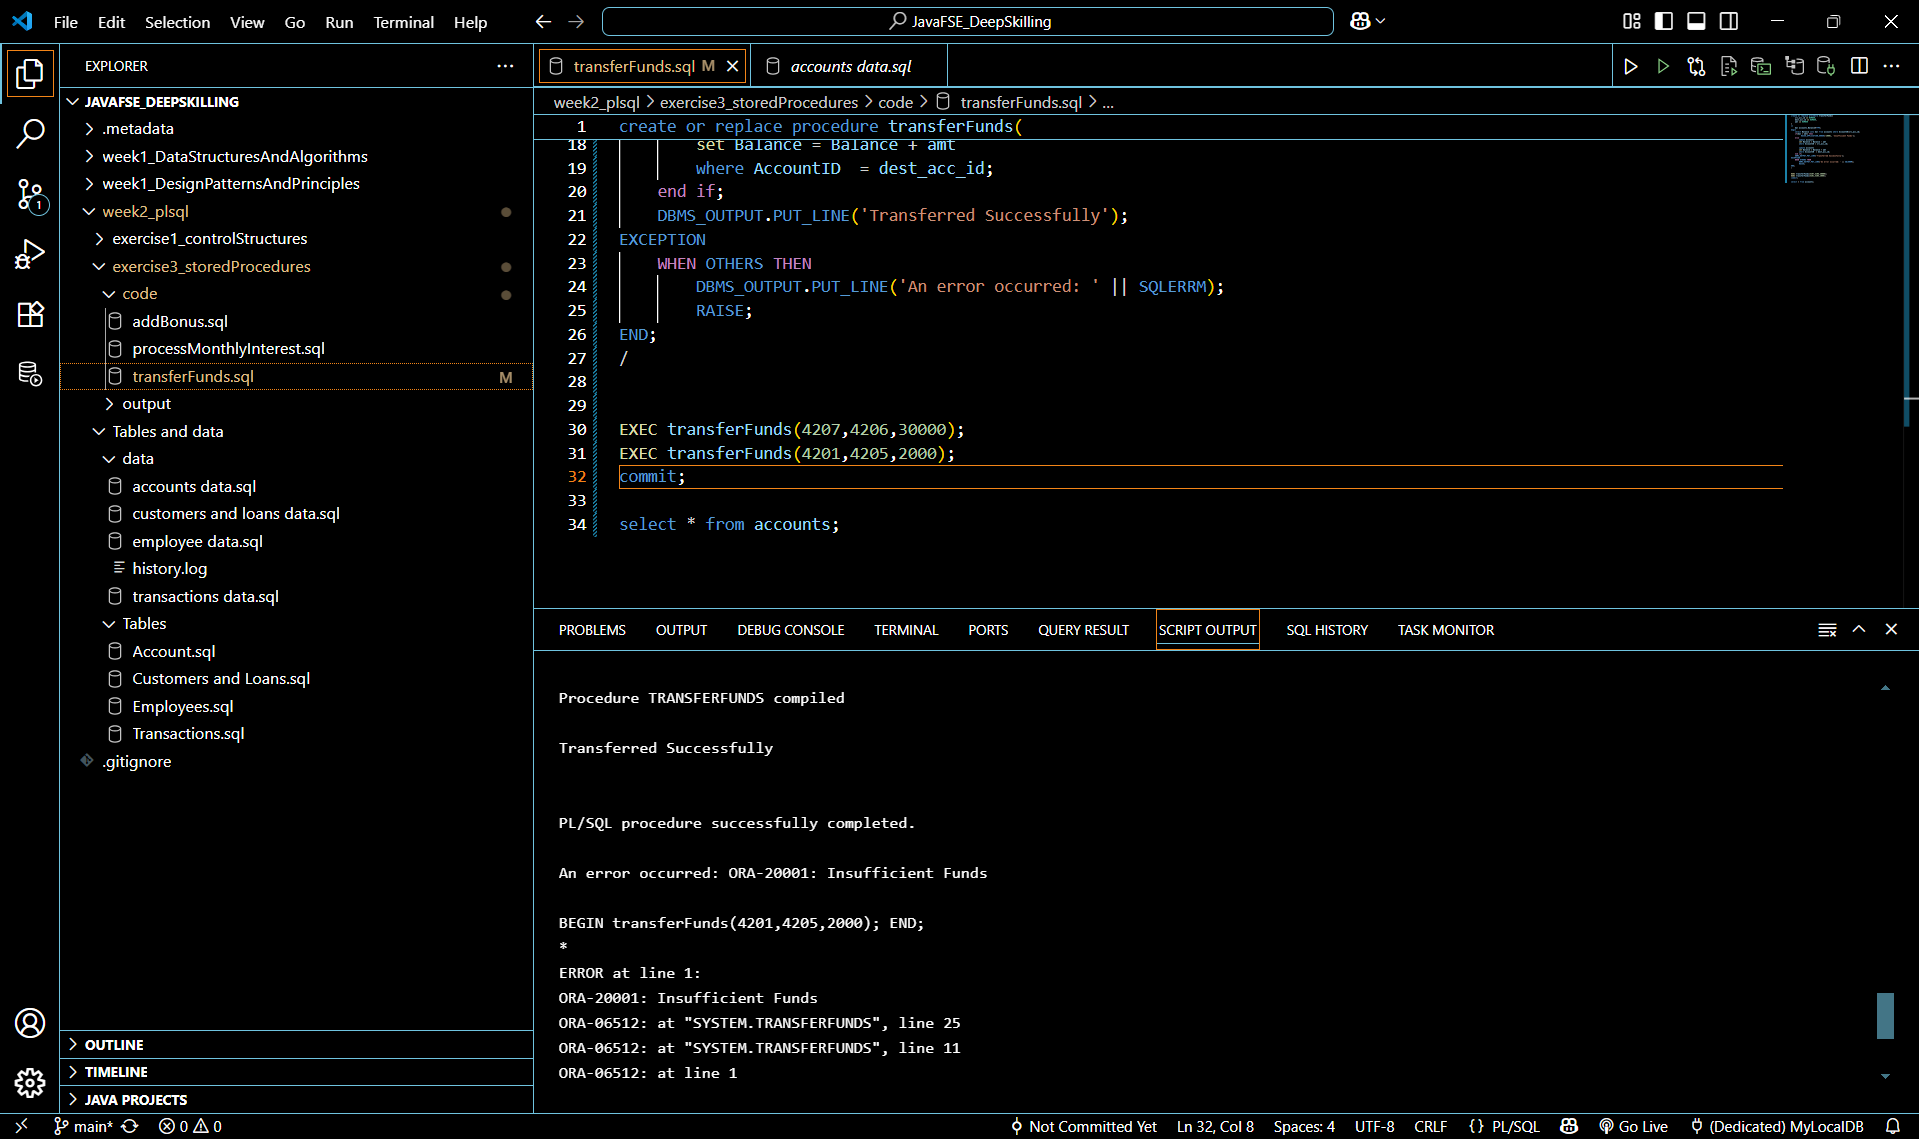 File Edit Selection View Go Run Terminal Help JavaFSE_DeepSkilling
EXPLORER
JAVAFSE_DEEPSKILLING
.metadata
week1_DataStructuresAndAlgorithms
week1_DesignPatternsAndPrinciples
1
week2_plsql
exercise1_controlStructures
exercise3_storedProcedures
code
addBonus.sql
processMonthlyInterest.sql
transferFunds.sql M
output
Tables and data
data
accounts data.sql
customers and loans data.sql
employee data.sql
history.log
transactions data.sql
Tables
Account.sql
Customers and Loans.sql
Employees.sql
Transactions.sql
.gitignore
OUTLINE
TIMELINE
JAVA PROJECTS
transferFunds.sql M accounts data.sql
week2_plsql > exercise3_storedProcedures > code > transferFunds.sql > ...
1 create or replace procedure transferFunds(
18 set Balance = Balance + amt
19 where AccountID  = dest_acc_id;
20 end if;
21 DBMS_OUTPUT.PUT_LINE('Transferred Successfully');
22 EXCEPTION
23 WHEN OTHERS THEN
24 DBMS_OUTPUT.PUT_LINE('An error occurred: ' || SQLERRM);
25 RAISE;
26 END;
27 /
28
29
30 EXEC transferFunds(4207,4206,30000);
31 EXEC transferFunds(4201,4205,2000);
32 commit;
33
34 select * from accounts;
PROBLEMS OUTPUT DEBUG CONSOLE TERMINAL PORTS QUERY RESULT SCRIPT OUTPUT SQL HISTORY TASK MONITOR
Procedure TRANSFERFUNDS compiled
Transferred Successfully
PL/SQL procedure successfully completed.
An error occurred: ORA-20001: Insufficient Funds
BEGIN transferFunds(4201,4205,2000); END;
*
ERROR at line 1:
ORA-20001: Insufficient Funds
ORA-06512: at "SYSTEM.TRANSFERFUNDS", line 25
ORA-06512: at "SYSTEM.TRANSFERFUNDS", line 11
ORA-06512: at line 1
main* 0 0 Not Committed Yet Ln 32, Col 8 Spaces: 4 UTF-8 CRLF {} PL/SQL Go Live (Dedicated) MyLocalDB